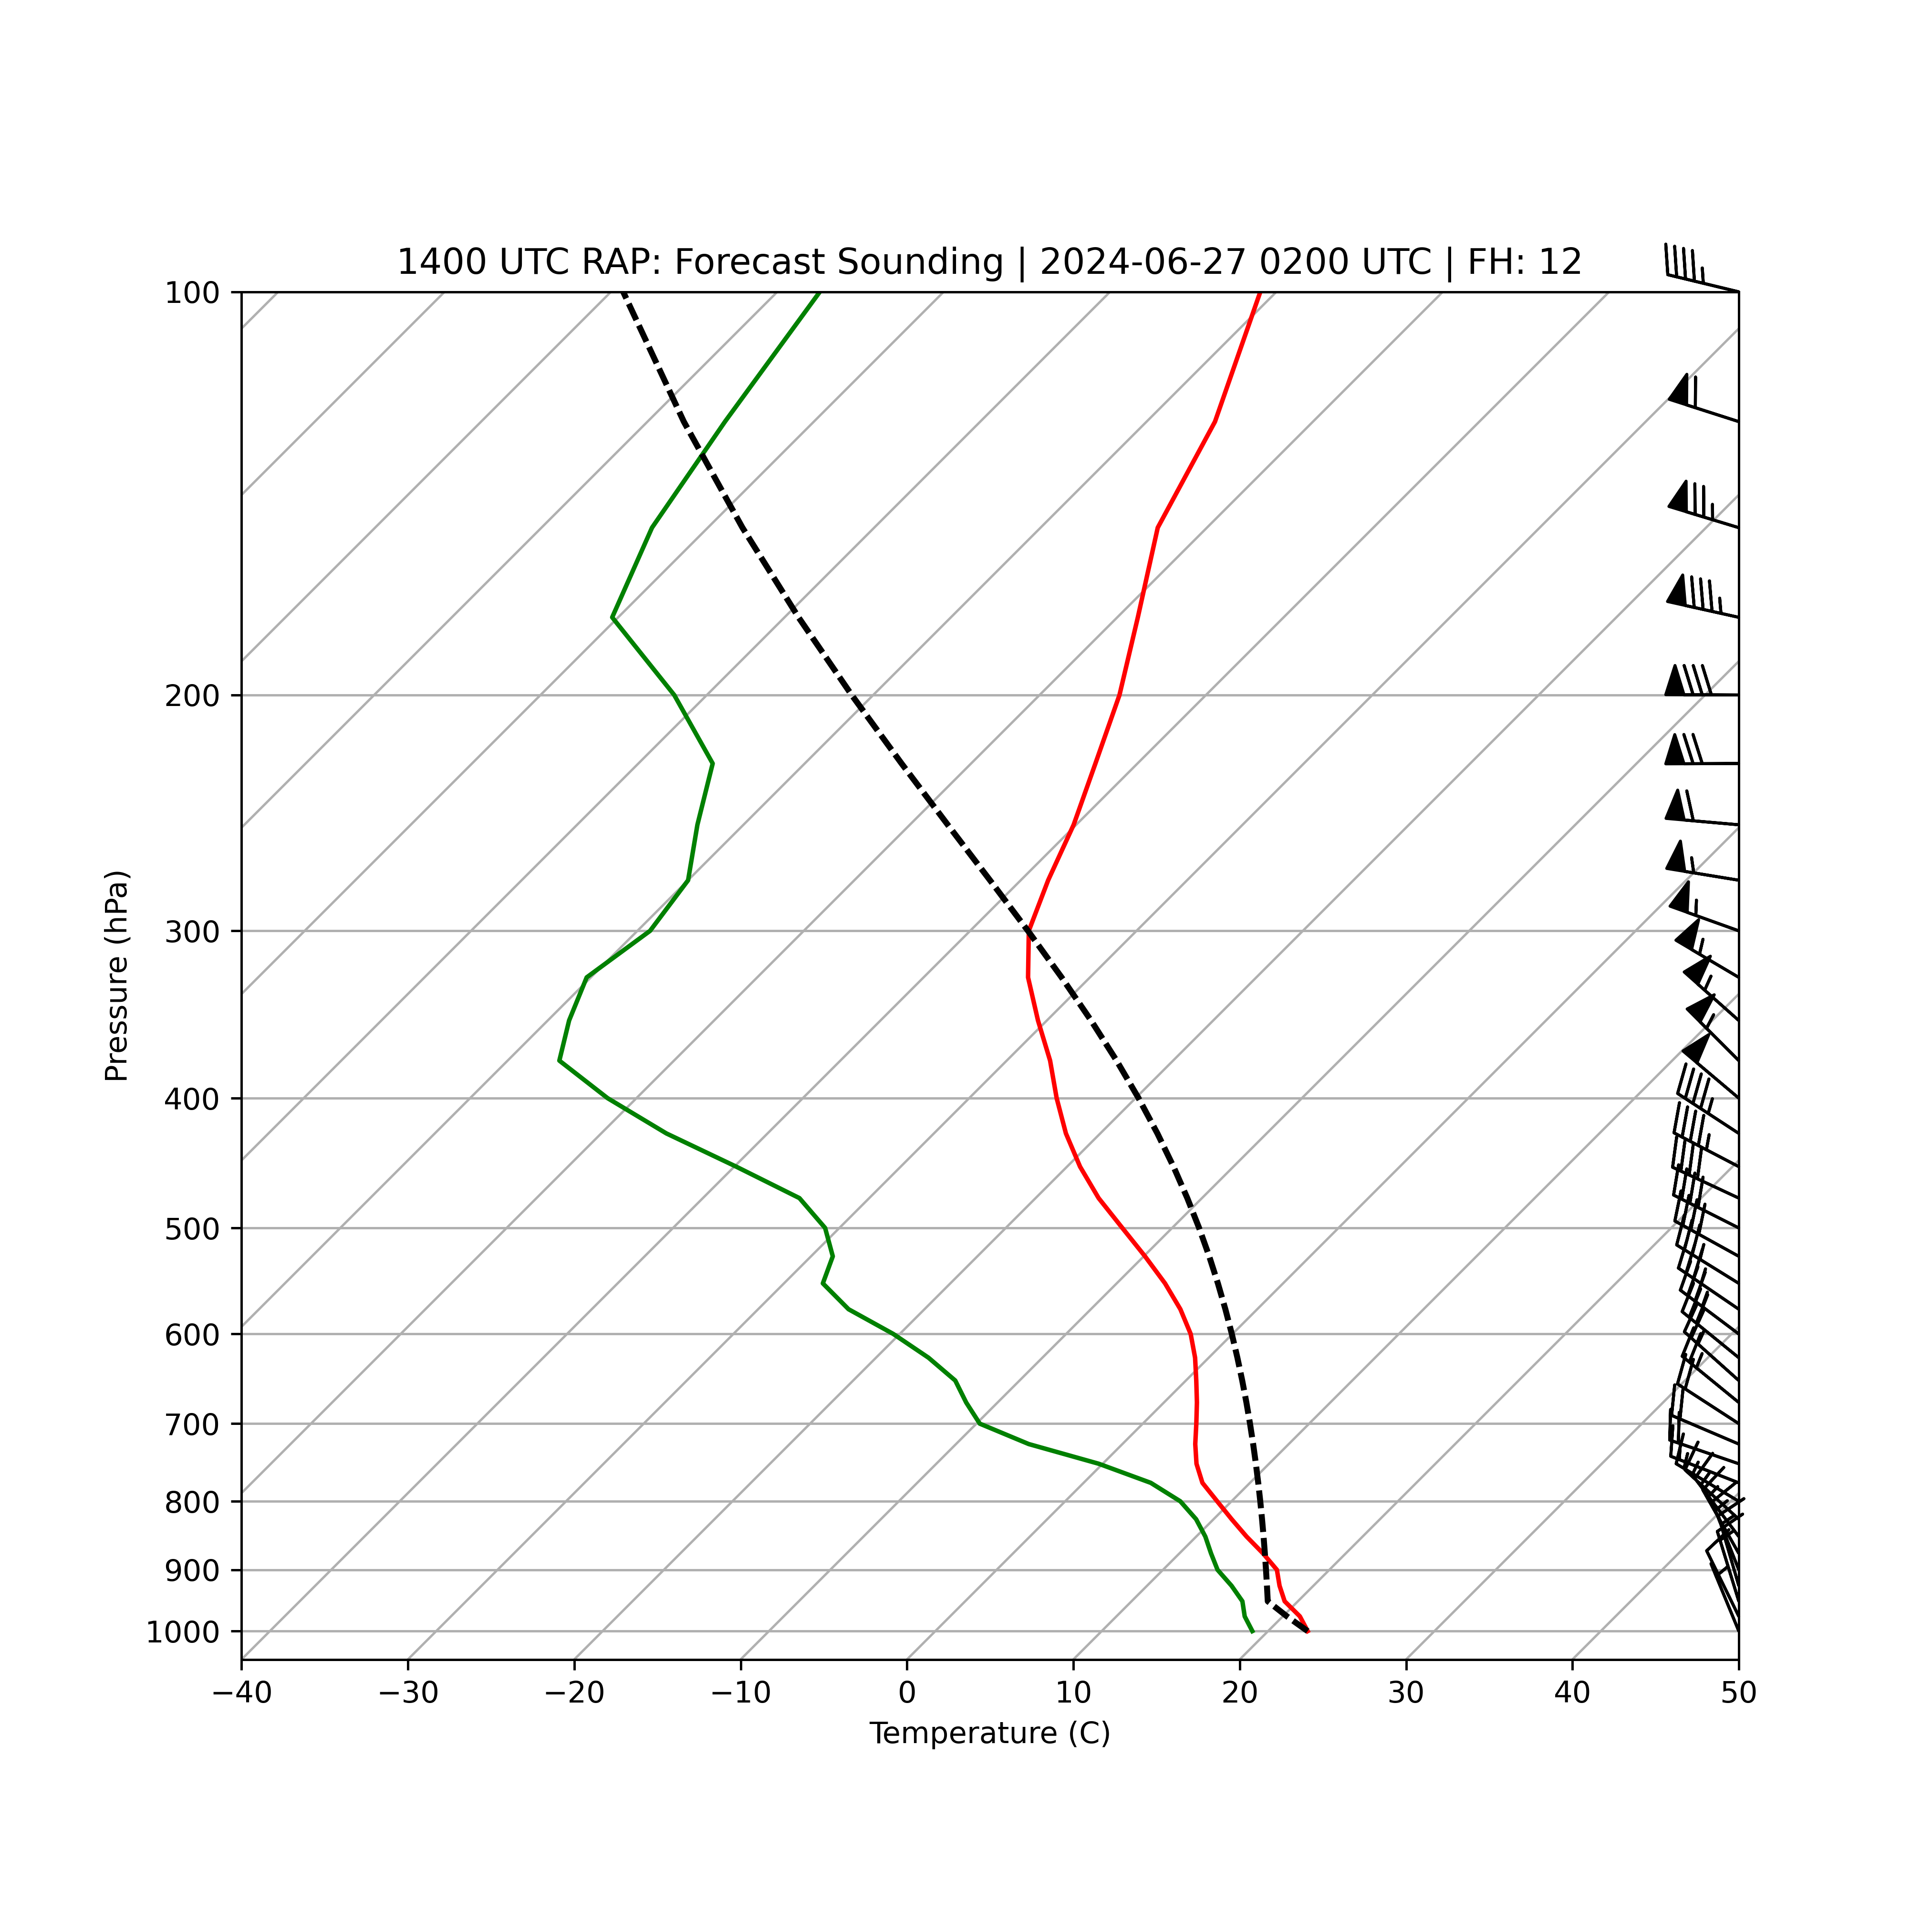 1400 UTC RAP: Forecast Sounding | 2024-06-27 0200 UTC | FH: 12
100
200
300
400
500
600
700
800
900
1000
Pressure (hPa)
−40 −30 −20 −10 0 10 20 30 40 50
Temperature (C)